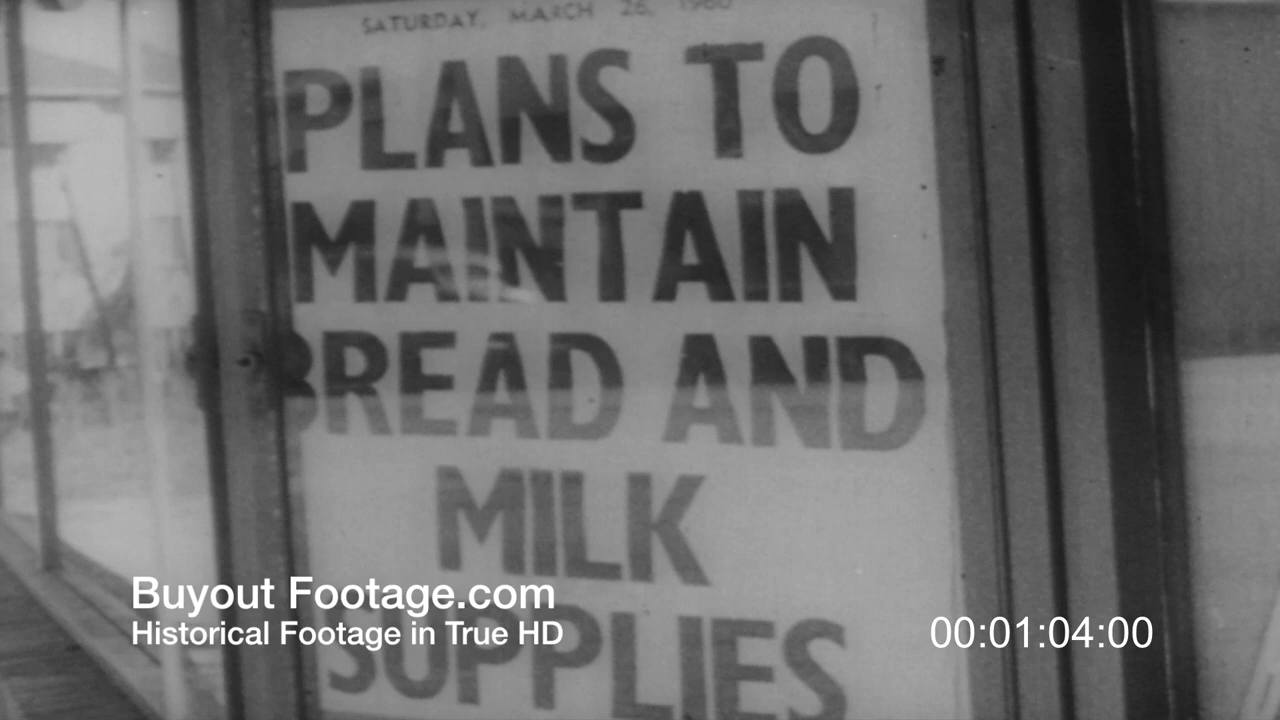 SATURDAY, MARCH 26, 1960
PLANS TO
MAINTAIN
BREAD AND
MILK
SUPPLIES
Buyout Footage.com
Historical Footage in True HD
00:01:04:00